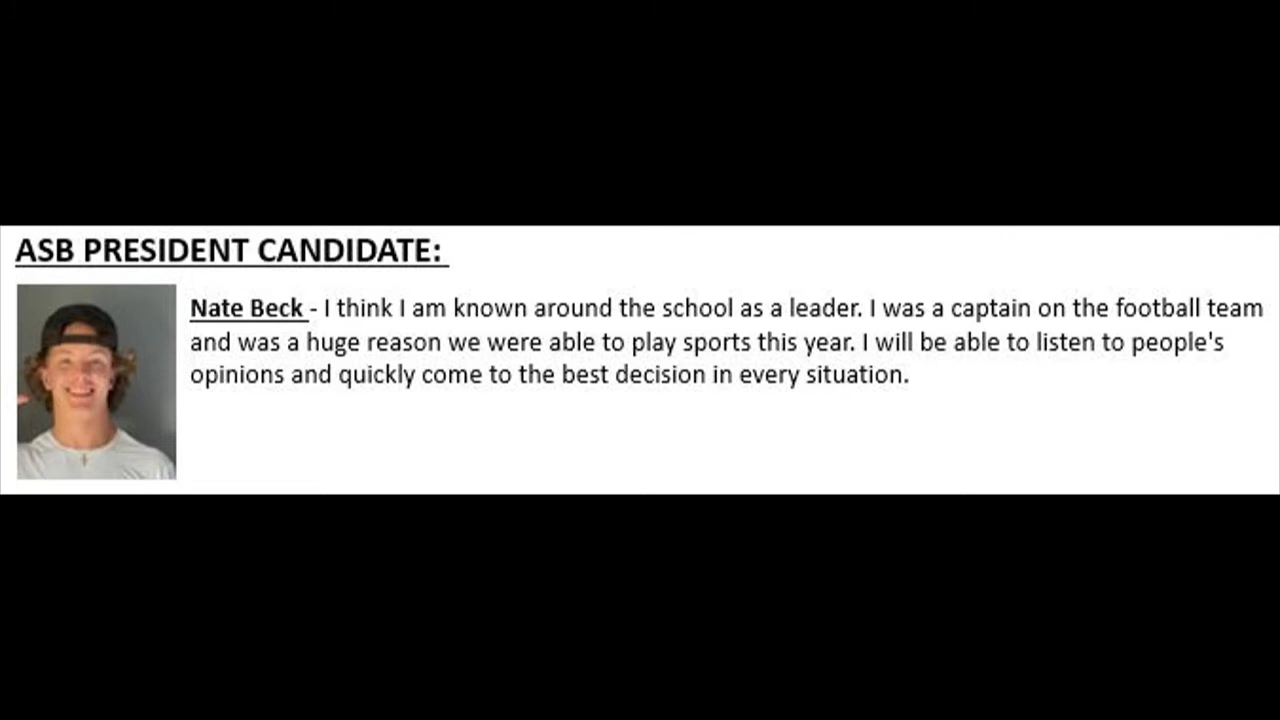 ASB PRESIDENT CANDIDATE:
Nate Beck - I think I am known around the school as a leader. I was a captain on the football team
and was a huge reason we were able to play sports this year. I will be able to listen to people's
opinions and quickly come to the best decision in every situation.